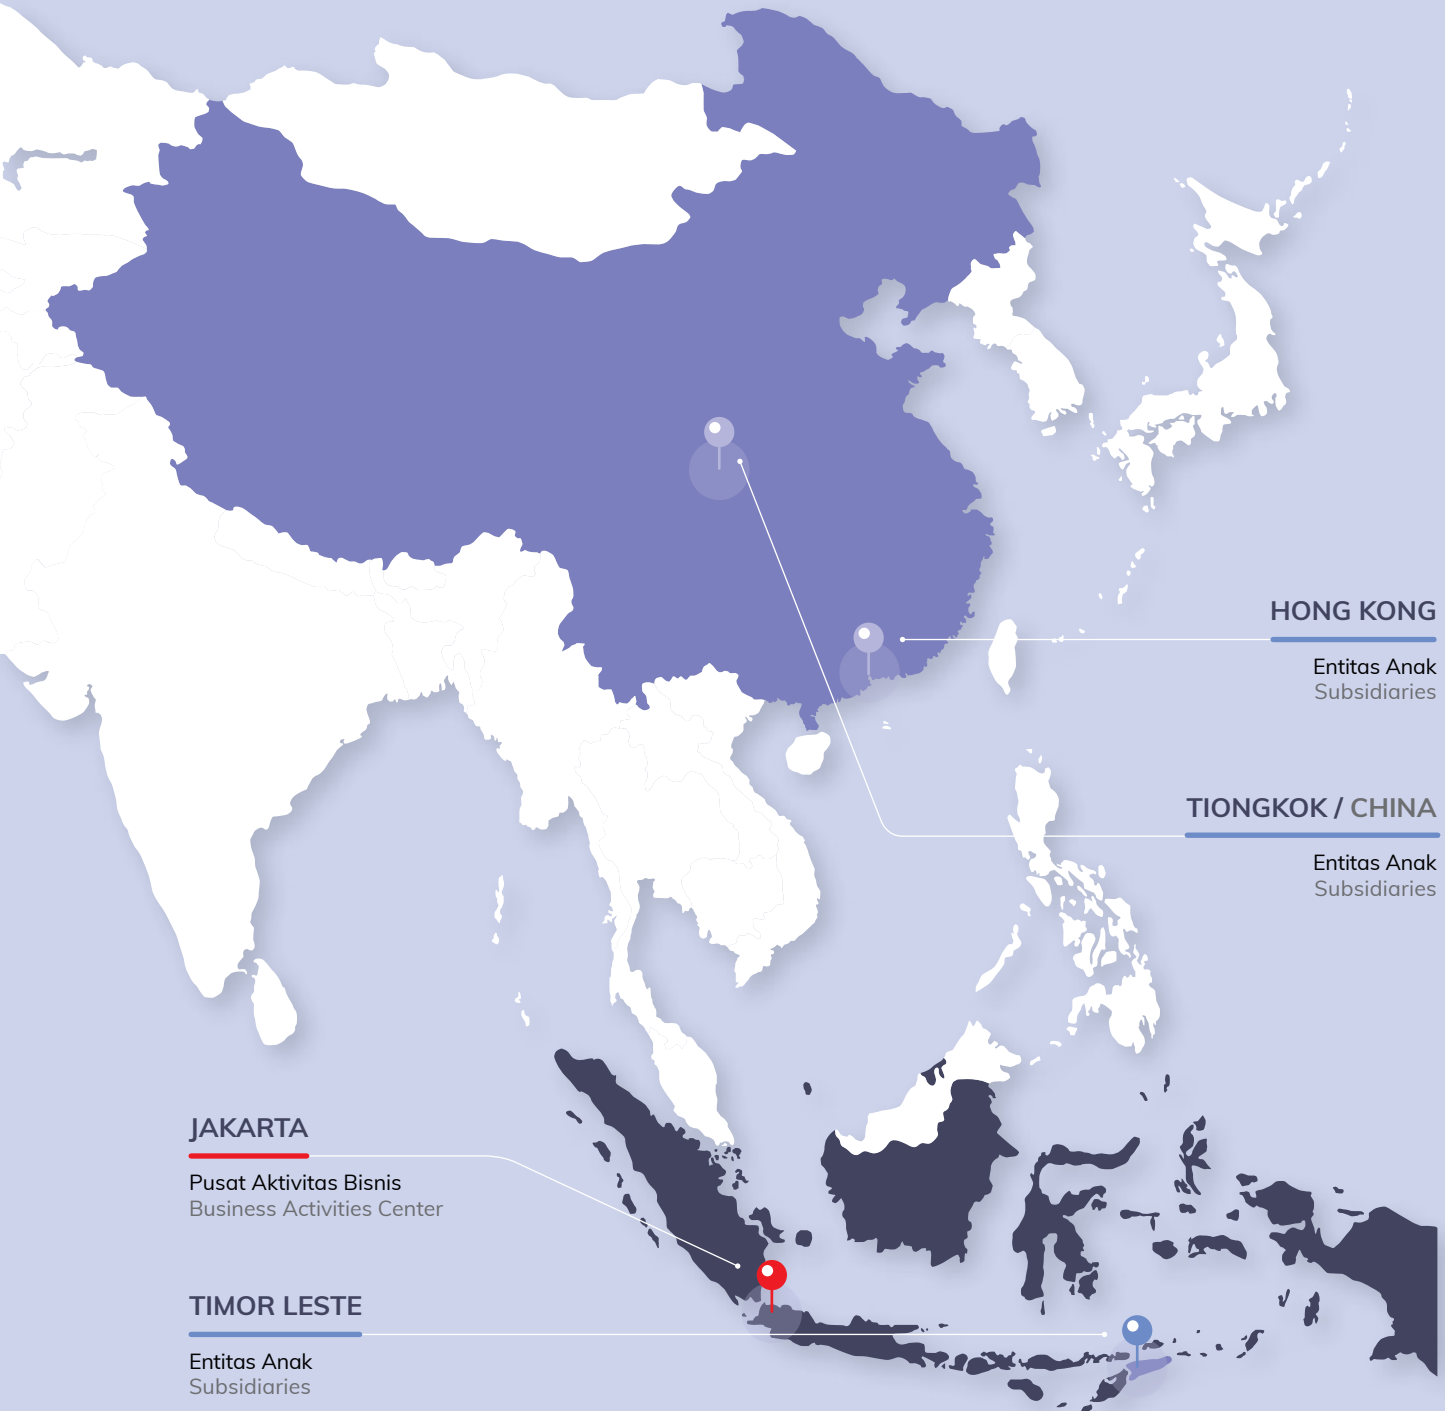 HONG KONG
Entitas Anak
Subsidiaries
TIONGKOK / CHINA
Entitas Anak
Subsidiaries
JAKARTA
Pusat Aktivitas Bisnis
Business Activities Center
TIMOR LESTE
Entitas Anak
Subsidiaries